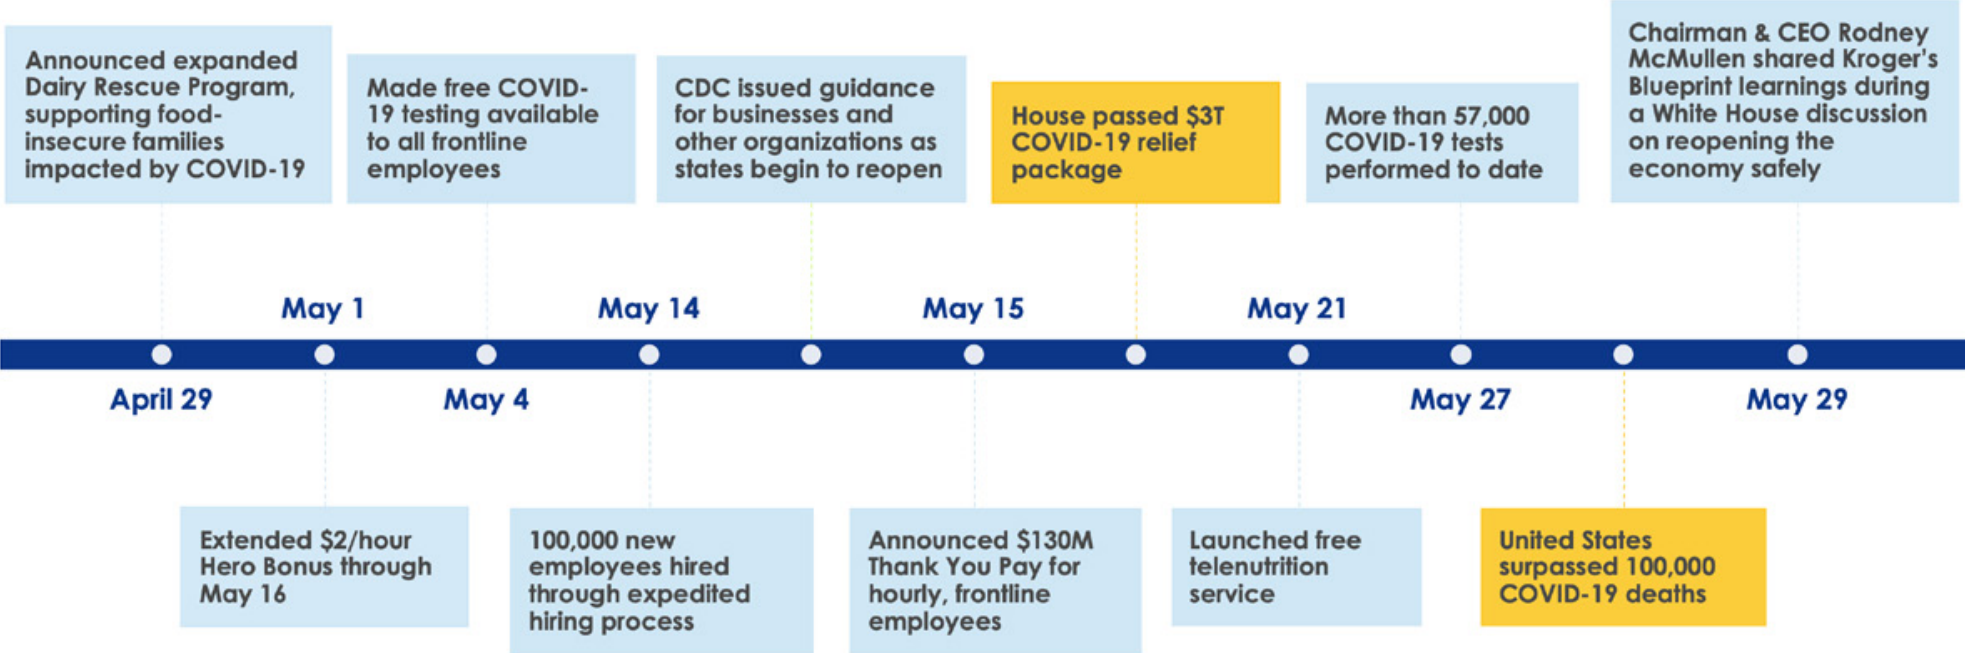 Announced expanded
Dairy Rescue Program,
supporting food-
insecure families
impacted by COVID-19
Made free COVID-
19 testing available
to all frontline
employees
CDC issued guidance
for businesses and
other organizations as
states begin to reopen
House passed $3T
COVID-19 relief
package
More than 57,000
COVID-19 tests
performed to date
Chairman & CEO Rodney
McMullen shared Kroger's
Blueprint learnings during
a White House discussion
on reopening the
economy safely
May 1
May 14
May 15
May 21
April 29
May 4
May 27
May 29
Extended $2/hour
Hero Bonus through
May 16
100,000 new
employees hired
through expedited
hiring process
Announced $130M
Thank You Pay for
hourly, frontline
employees
Launched free
telenutrition
service
United States
surpassed 100,000
COVID-19 deaths